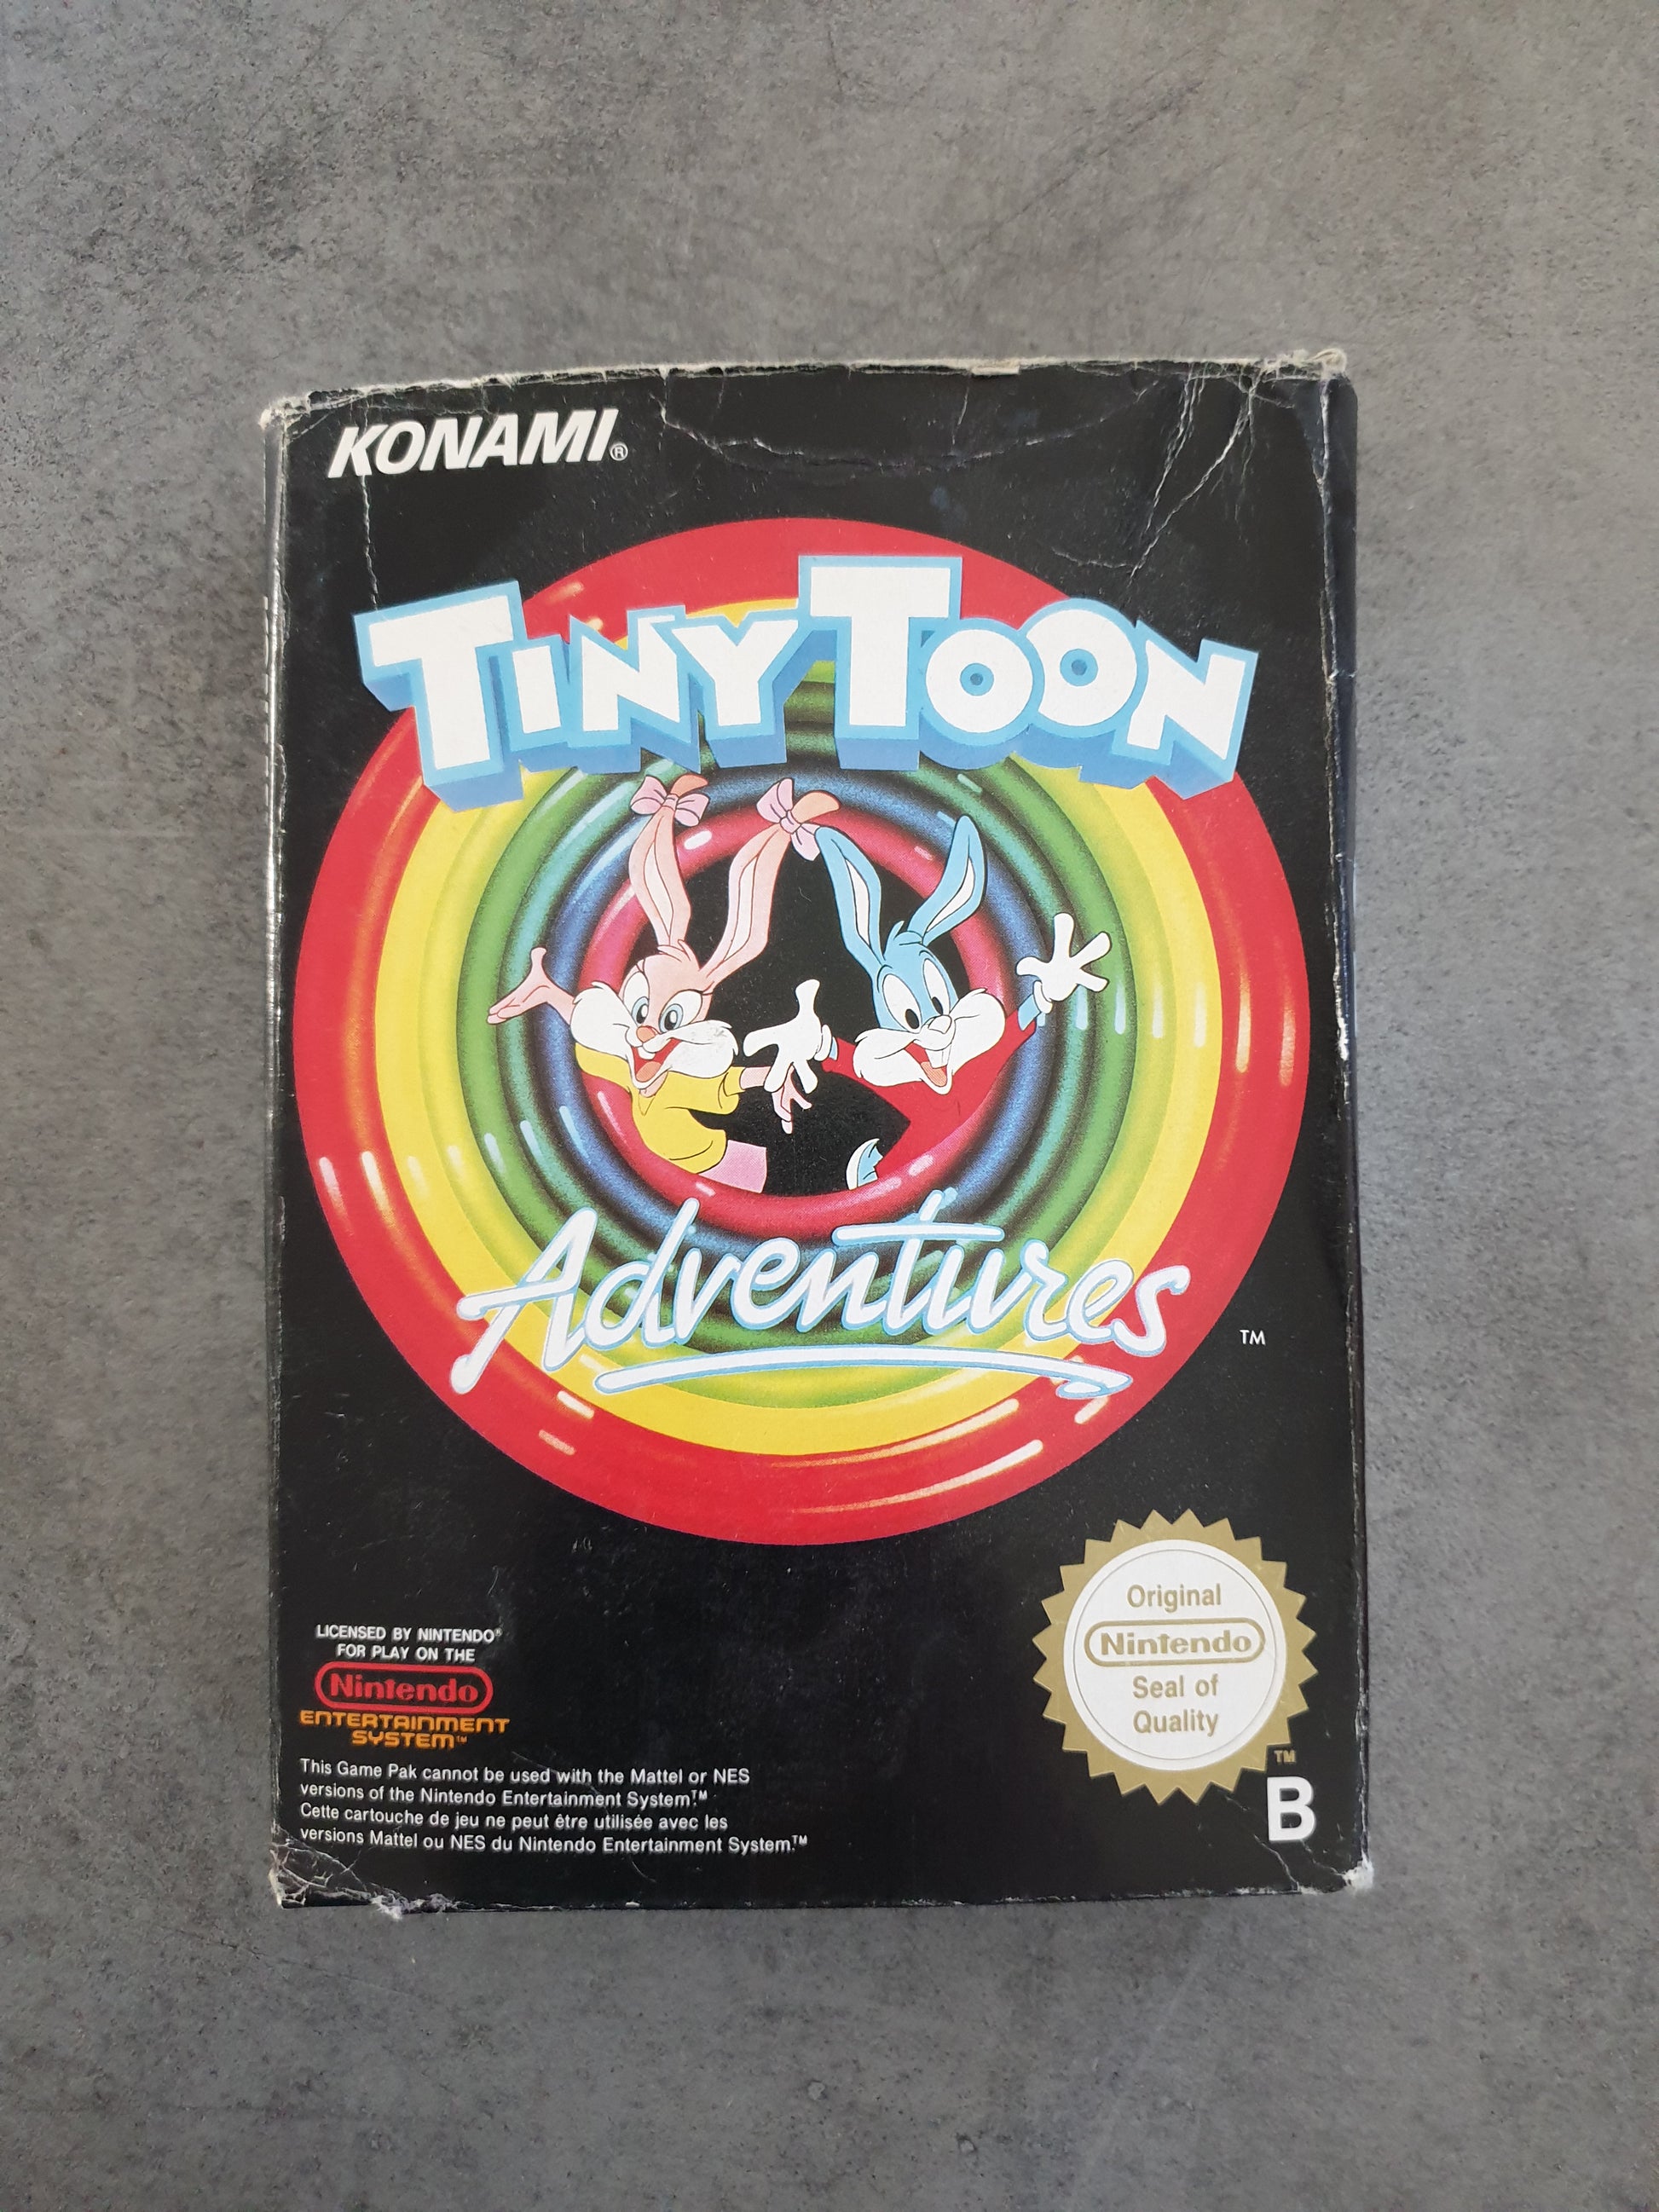 KONAMI®
TINY TOON
Adventures
TM
LICENSED BY NINTENDO®
FOR PLAY ON THE
Nintendo
ENTERTAINMENT
SYSTEM™
This Game Pak cannot be used with the Mattel or NES
versions of the Nintendo Entertainment System.™
Cette cartouche de jeu ne peut être utilisée avec les
versions Mattel ou NES du Nintendo Entertainment System.™
Original
Nintendo
Seal of
Quality
TM
B